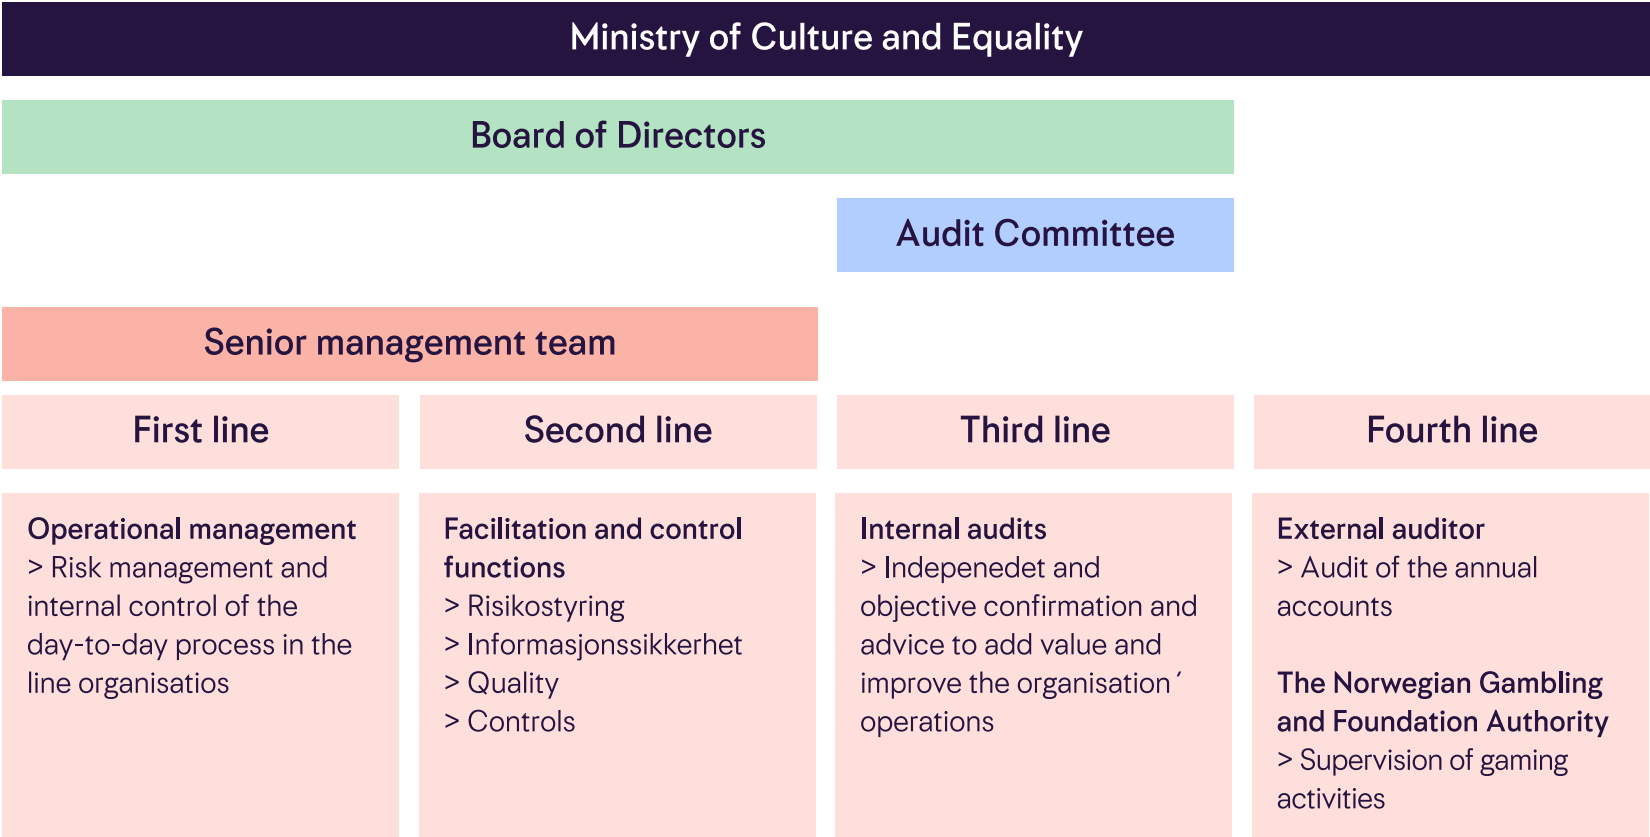 Ministry of Culture and Equality
Board of Directors
Audit Committee
Senior management team
First line
Second line
Third line
Fourth line
Operational management
> Risk management and
internal control of the
day-to-day process in the
line organisatios
Facilitation and control
functions
> Risikostyring
> Informasjonssikkerhet
> Quality
> Controls
Internal audits
> Indepenedet and
objective confirmation and
advice to add value and
improve the organisation ´
operations
External auditor
> Audit of the annual
accounts
The Norwegian Gambling
and Foundation Authority
> Supervision of gaming
activities